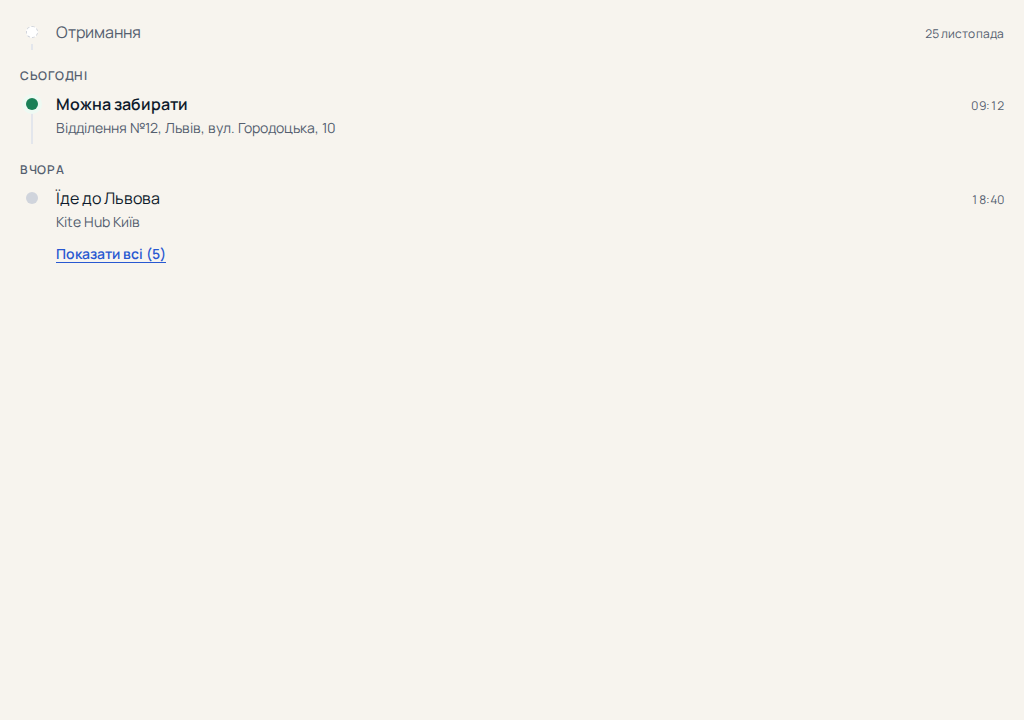 Отримання
25 листопада
СЬОГОДНІ
Можна забирати
09:12
Відділення №12, Львів, вул. Городоцька, 10
ВЧОРА
Їде до Львова
18:40
Kite Hub Київ
Показати всі (5)